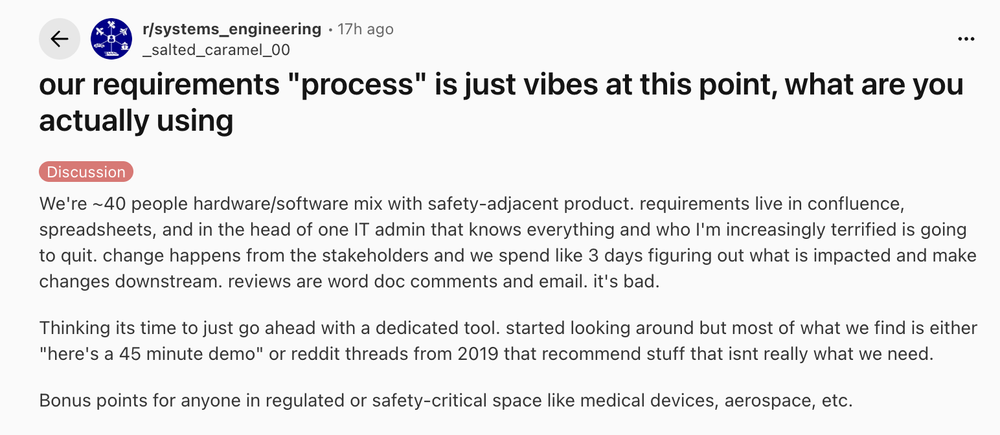 r/systems_engineering • 17h ago
_salted_caramel_00
our requirements "process" is just vibes at this point, what are you
actually using
Discussion
We're ~40 people hardware/software mix with safety-adjacent product. requirements live in confluence,
spreadsheets, and in the head of one IT admin that knows everything and who I'm increasingly terrified is going
to quit. change happens from the stakeholders and we spend like 3 days figuring out what is impacted and make
changes downstream. reviews are word doc comments and email. it's bad.
Thinking its time to just go ahead with a dedicated tool. started looking around but most of what we find is either
"here's a 45 minute demo" or reddit threads from 2019 that recommend stuff that isnt really what we need.
Bonus points for anyone in regulated or safety-critical space like medical devices, aerospace, etc.